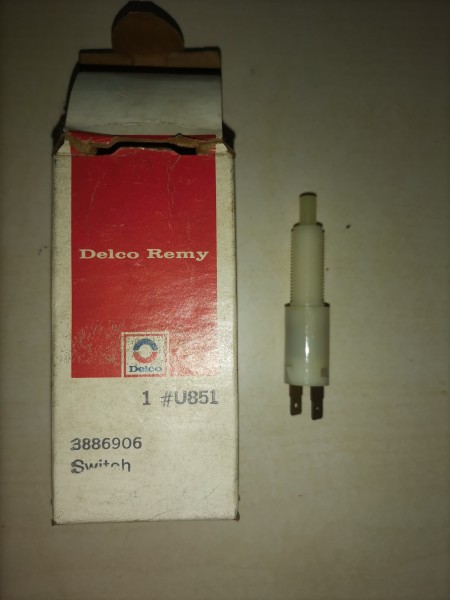 Delco Remy
Delco
1 #U851
3886906
Switch